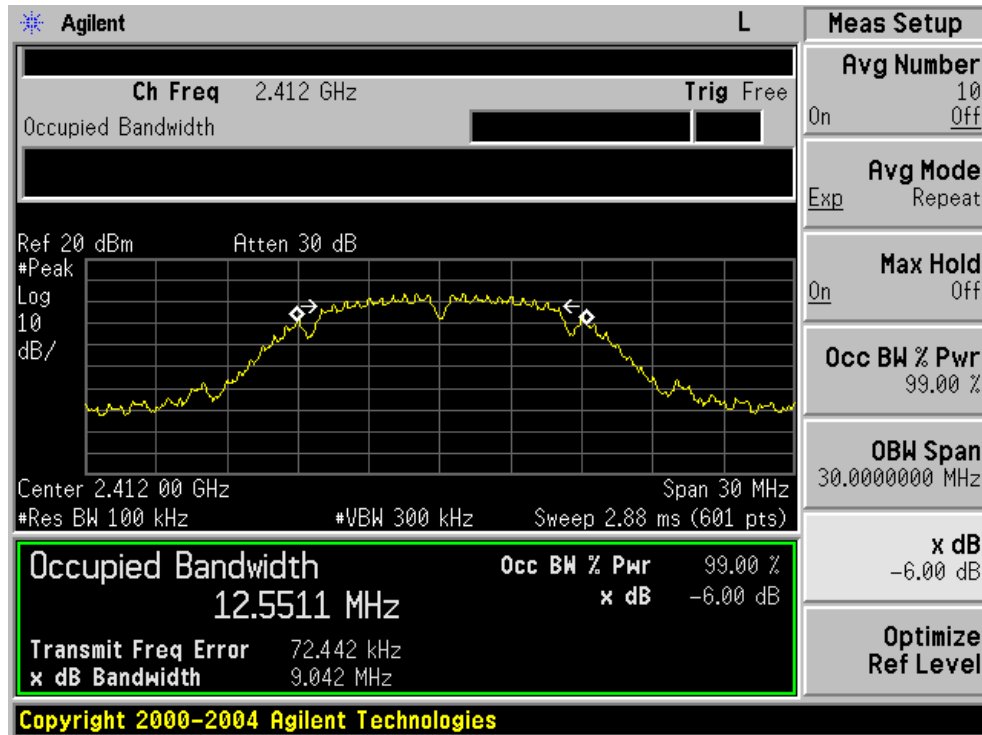 Agilent L Meas Setup
Ch Freq 2.412 GHz Trig Free
Occupied Bandwidth
Ref 20 dBm Atten 30 dB
#Peak
Log
10
dB/
Center 2.412 00 GHz Span 30 MHz
#Res BW 100 kHz #VBW 300 kHz Sweep 2.88 ms (601 pts)
Occupied Bandwidth
12.5511 MHz
Occ BW % Pwr 99.00 %
x dB -6.00 dB
Transmit Freq Error 72.442 kHz
x dB Bandwidth 9.042 MHz
Copyright 2000-2004 Agilent Technologies
Avg Number
10
On Off
Avg Mode
Exp Repeat
Max Hold
On Off
Occ BW % Pwr
99.00 %
OBW Span
30.0000000 MHz
x dB
-6.00 dB
Optimize
Ref Level